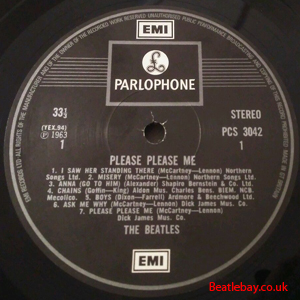 EMI
PARLOPHONE
33⅓
STEREO
(TEX.94)
℗ 1963
PCS 3042
1
1
PLEASE PLEASE ME
1. I SAW HER STANDING THERE (McCartney-Lennon) Northern
Songs Ltd. 2. MISERY (McCartney-Lennon) Northern Songs Ltd.
3. ANNA (GO TO HIM) (Alexander) Shapiro Bernstein & Co. Ltd.
4. CHAINS (Goffin-King) Aldon Mus. Charles Bens. BIEM. NCB.
Mecolico. 5. BOYS (Dixon-Farrell) Ardmore & Beechwood Ltd.
6. ASK ME WHY (McCartney-Lennon) Dick James Mus. Co.
7. PLEASE PLEASE ME (McCartney-Lennon)
Dick James Mus. Co.
THE BEATLES
EMI
Beatlebay.co.uk